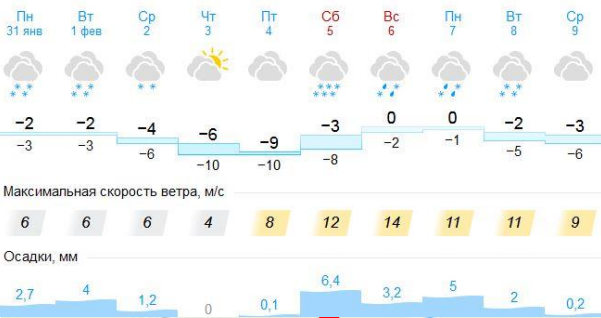 Пн Вт Ср Чт Пт Сб Вс Пн Вт Ср
31 янв 1 фев 2 3 4 5 6 7 8 9
−2 −2 −4 −6 −9 −3 0 0 −2 −3
−3 −3 −6 −10 −10 −8 −2 −1 −5 −6
Максимальная скорость ветра, м/с
6 6 6 4 8 12 14 11 11 9
Осадки, мм
2,7 4 1,2 0 0,1 6,4 3,2 5 2 0,2